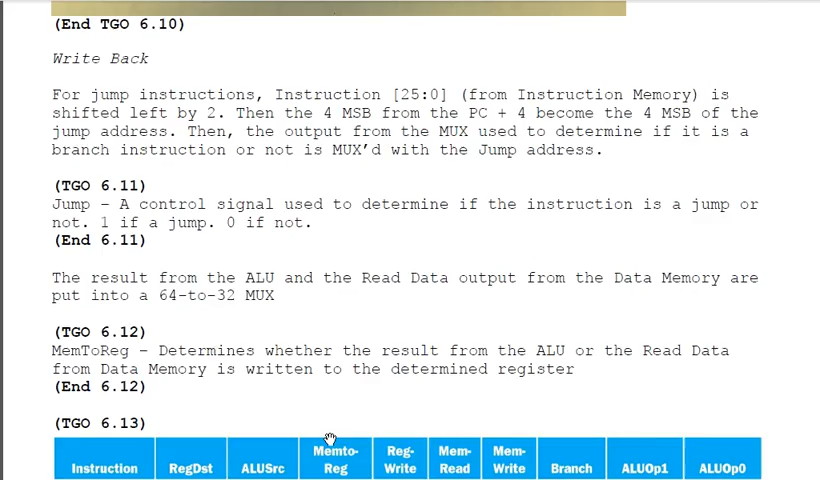 (End TGO 6.10)
Write Back
For jump instructions, Instruction [25:0] (from Instruction Memory) is
shifted left by 2. Then the 4 MSB from the PC + 4 become the 4 MSB of the
jump address. Then, the output from the MUX used to determine if it is a
branch instruction or not is MUX’d with the Jump address.
(TGO 6.11)
Jump – A control signal used to determine if the instruction is a jump or
not. 1 if a jump. 0 if not.
(End 6.11)
The result from the ALU and the Read Data output from the Data Memory are
put into a 64-to-32 MUX
(TGO 6.12)
MemToReg – Determines whether the result from the ALU or the Read Data
from Data Memory is written to the determined register
(End 6.12)
(TGO 6.13)
Memto- Reg- Mem- Mem-
Instruction RegDst ALUSrc Reg Write Read Write Branch ALUOp1 ALUOp0